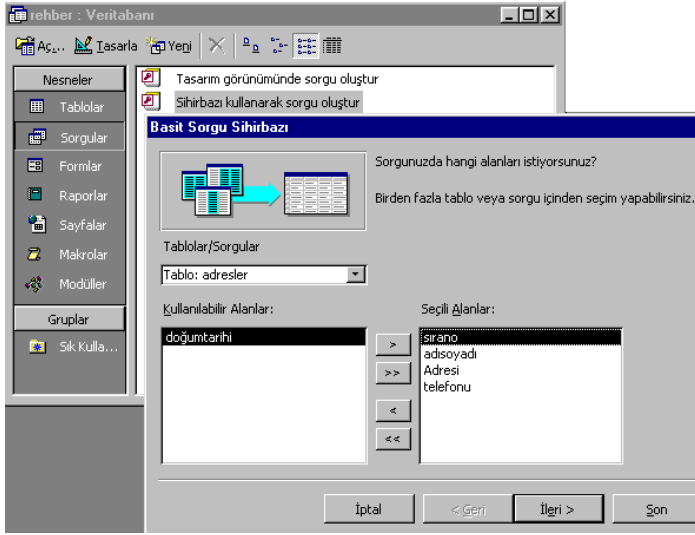 rehber : Veritabanı
Aç... Tasarla Yeni
Nesneler
Tablolar
Sorgular
Formlar
Raporlar
Sayfalar
Makrolar
Modüller
Gruplar
Sık Kulla...
Tasarım görünümünde sorgu oluştur
Sihirbazı kullanarak sorgu oluştur
Basit Sorgu Sihirbazı
Sorgunuzda hangi alanları istiyorsunuz?
Birden fazla tablo veya sorgu içinden seçim yapabilirsiniz.
Tablolar/Sorgular
Tablo: adresler
Kullanılabilir Alanlar:
doğumtarihi
>
>>
<
<<
Seçili Alanlar:
sırano
adısoyadı
Adresi
telefonu
İptal
< Geri
İleri >
Son